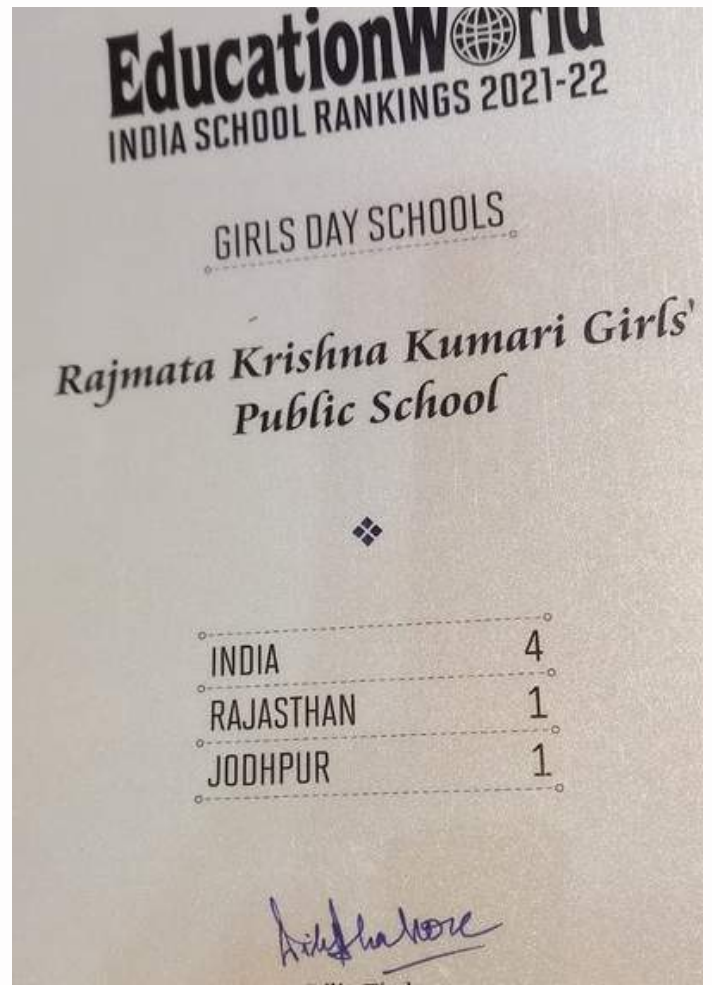 EducationWorld
INDIA SCHOOL RANKINGS 2021-22
GIRLS DAY SCHOOLS
Rajmata Krishna Kumari Girls'
Public School
INDIA 4
RAJASTHAN 1
JODHPUR 1